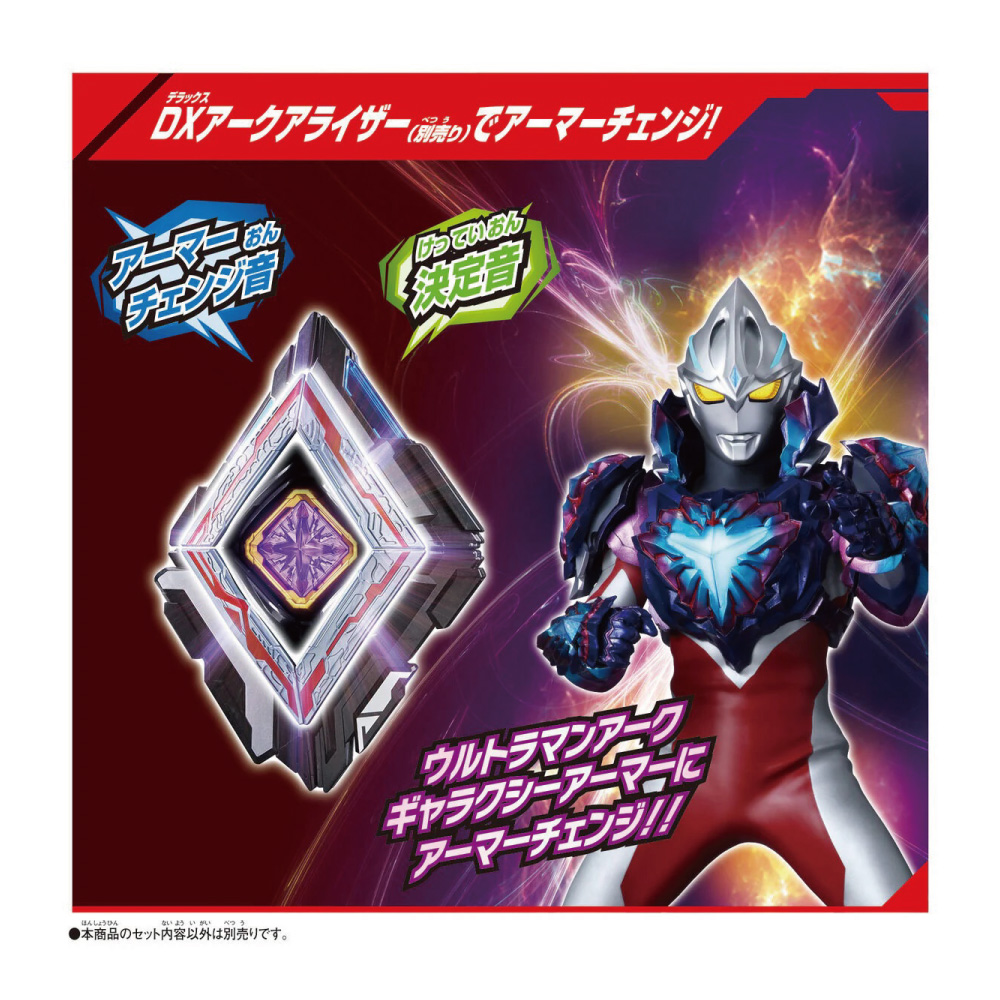 デラックス
DXアークアライザー(別売り)でアーマーチェンジ!
べつ う
アーマー おん
チェンジ音
けっ てい おん
決定音
ウルトラマンアーク
ギャラクシーアーマーに
アーマーチェンジ!!
ほんしょうひん ない よう い がい べつ う
●本商品のセット内容以外は別売りです。